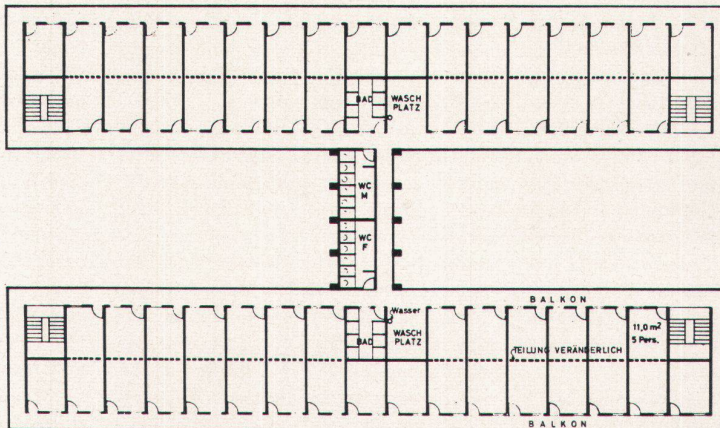 BAD
WASCH
PLATZ
WC
M
WC
F
BALKON
Wasser
BAD
WASCH
PLATZ
11,0 m²
5 Pers.
TEILUNG VERÄNDERLICH
BALKON